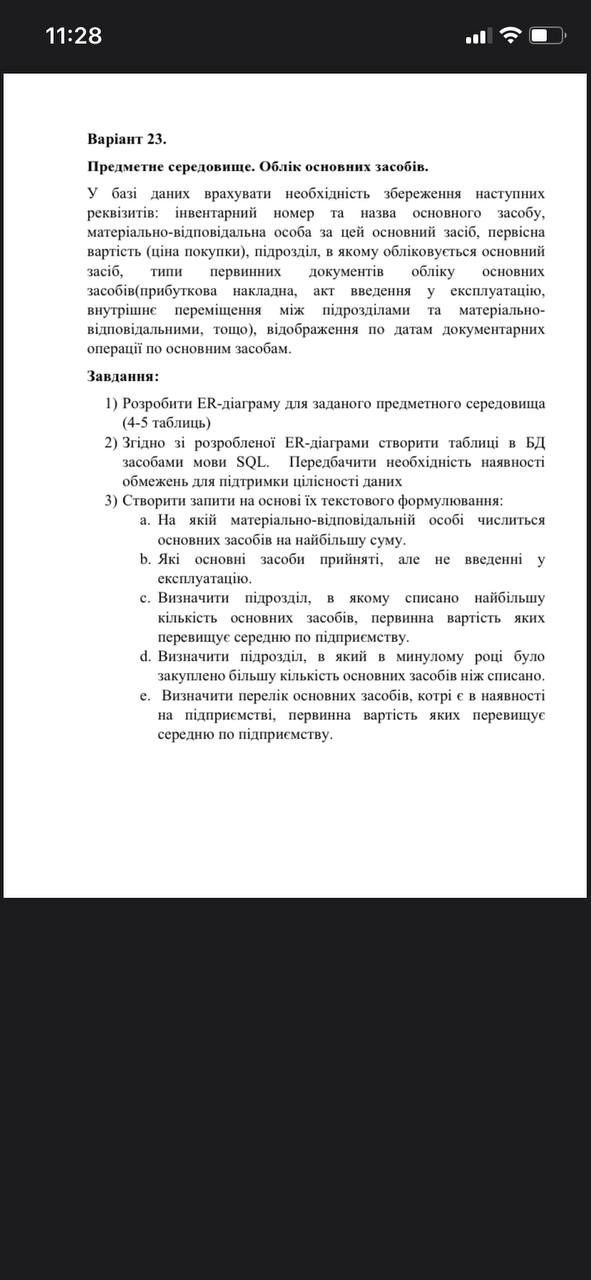 11:28
Варіант 23.
Предметне середовище. Облік основних засобів.
У базі даних врахувати необхідність збереження наступних
реквізитів: інвентарний номер та назва основного засобу,
матеріально-відповідальна особа за цей основний засіб, первісна
вартість (ціна покупки), підрозділ, в якому обліковується основний
засіб, типи первинних документів обліку основних
засобів(прибуткова накладна, акт введення у експлуатацію,
внутрішнє переміщення між підрозділами та матеріально-
відповідальними, тощо), відображення по датам документарних
операції по основним засобам.
Завдання:
1) Розробити ER-діаграму для заданого предметного середовища
(4-5 таблиць)
2) Згідно зі розробленої ER-діаграми створити таблиці в БД
засобами мови SQL. Передбачити необхідність наявності
обмежень для підтримки цілісності даних
3) Створити запити на основі їх текстового формулювання:
a. На якій матеріально-відповідальній особі числиться
основних засобів на найбільшу суму.
b. Які основні засоби прийняті, але не введенні у
експлуатацію.
c. Визначити підрозділ, в якому списано найбільшу
кількість основних засобів, первинна вартість яких
перевищує середню по підприємству.
d. Визначити підрозділ, в який в минулому році було
закуплено більшу кількість основних засобів ніж списано.
e. Визначити перелік основних засобів, котрі є в наявності
на підприємстві, первинна вартість яких перевищує
середню по підприємству.